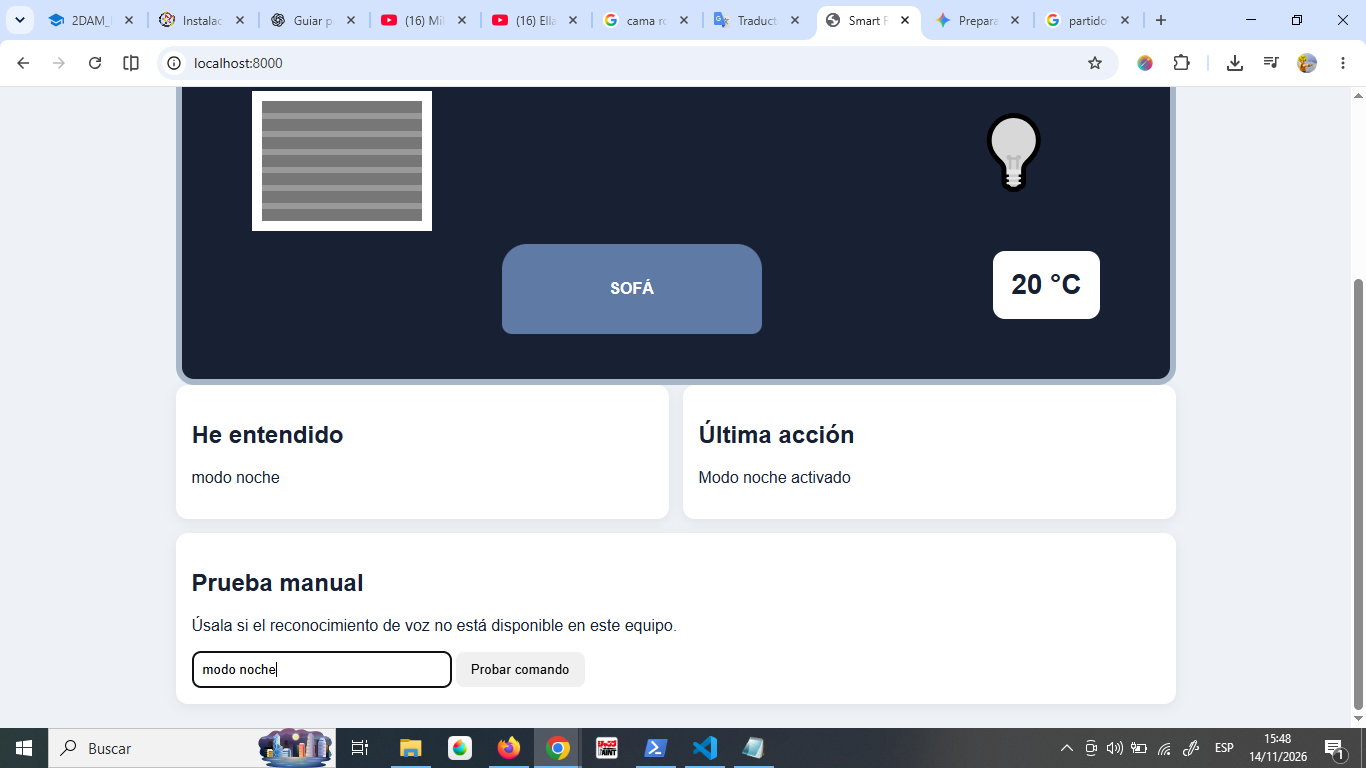 2DAM_
Instalac
Guiar p
(16) Mi
(16) Ella
cama ro
Traduct
Smart R
Prepara
partido
localhost:8000
SOFÁ
20 °C
He entendido
modo noche
Última acción
Modo noche activado
Prueba manual
Úsala si el reconocimiento de voz no está disponible en este equipo.
modo noche
Probar comando
Buscar
ESP
15:48
14/11/2026
1